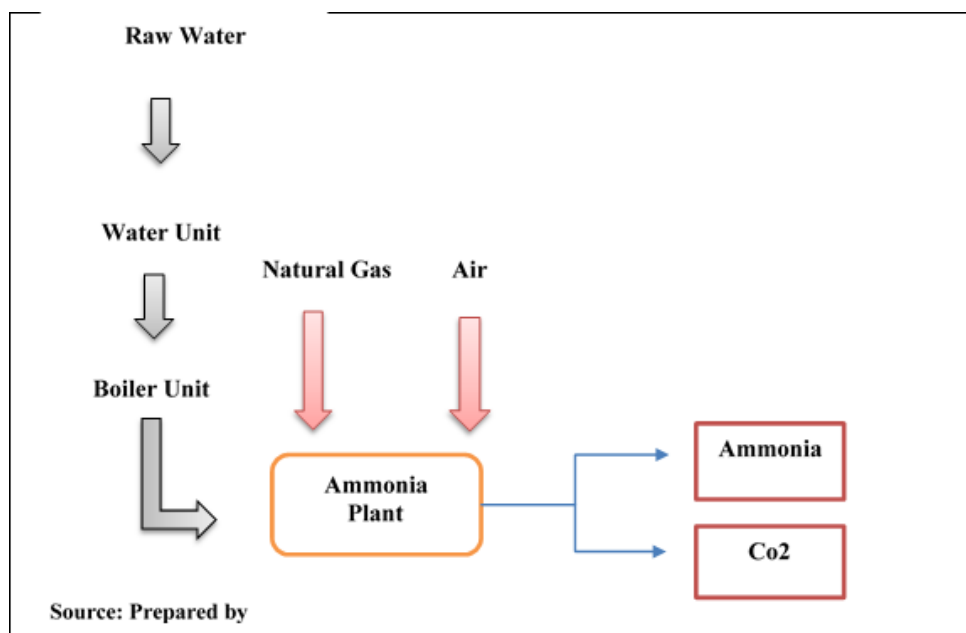 Raw Water
Water Unit
Natural Gas
Air
Boiler Unit
Ammonia
Plant
Ammonia
Co2
Source: Prepared by